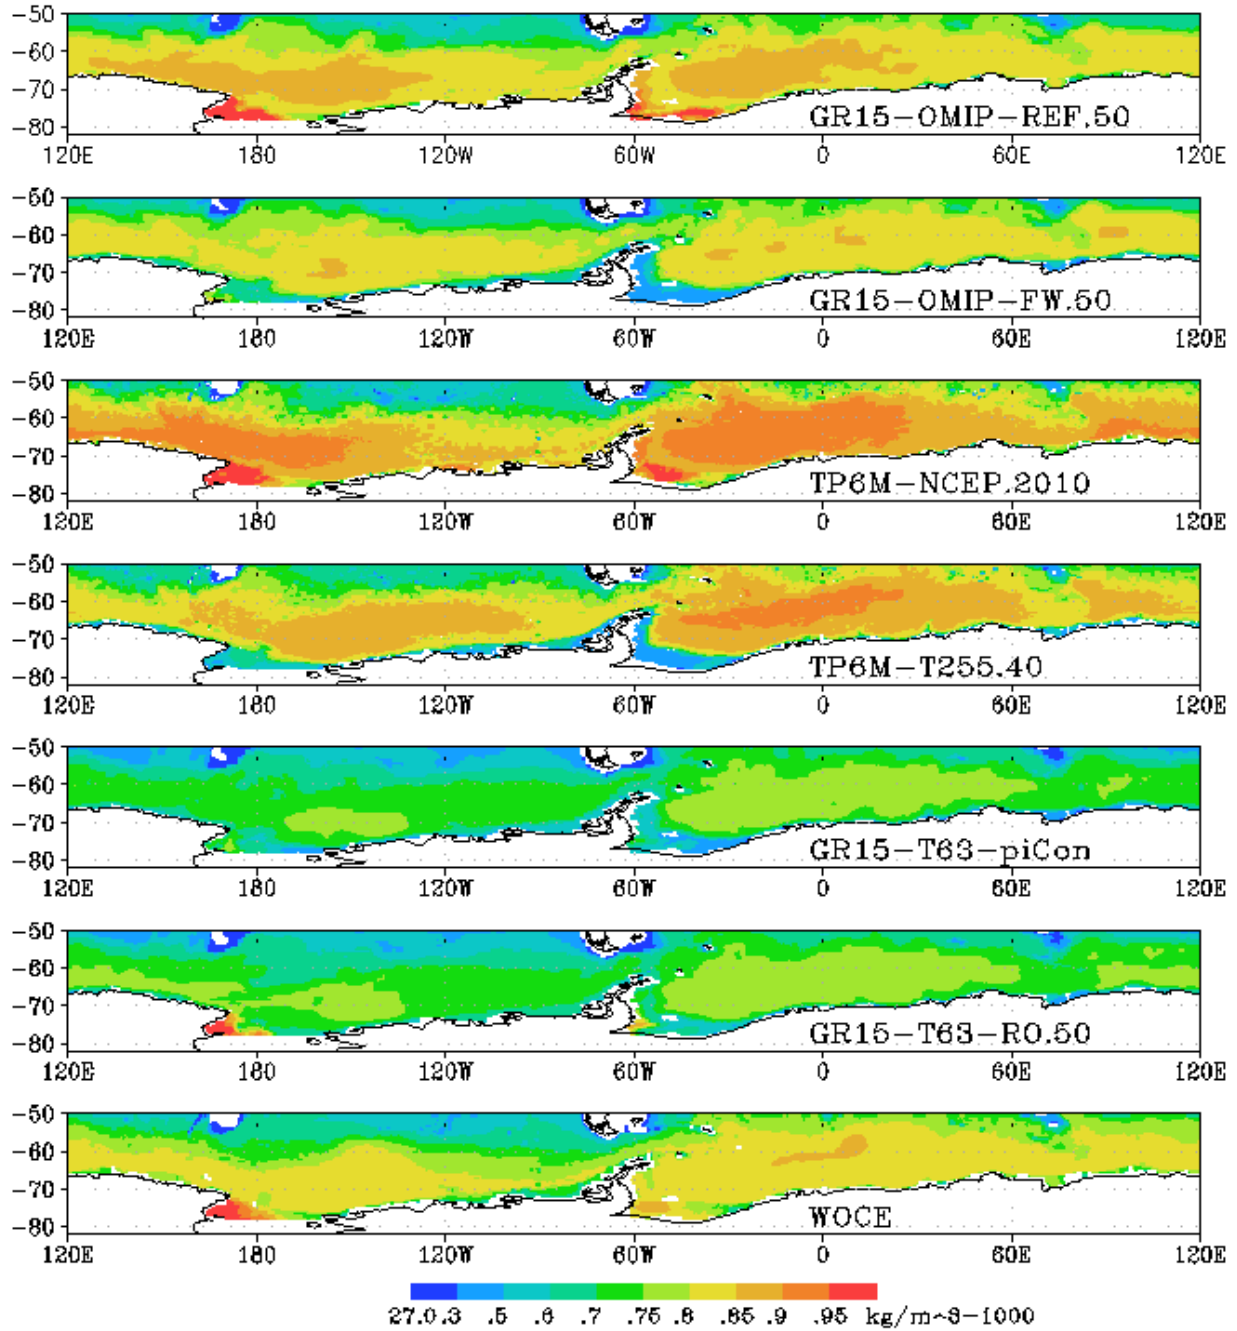 -50
-60
-70
GR15-OMIP-REF.50
-80
120E 180 120W 60W 0 60E 120E
-50
-60
-70
GR15-OMIP-FW.50
-80
120E 180 120W 60W 0 60E 120E
-50
-60
-70
TP6M-NCEP.2010
-80
120E 180 120W 60W 0 60E 120E
-50
-60
-70
TP6M-T255.40
-80
120E 180 120W 60W 0 60E 120E
-50
-60
-70
GR15-T63-piCon
-80
120E 180 120W 60W 0 60E 120E
-50
-60
-70
GR15-T63-RO.50
-80
120E 180 120W 60W 0 60E 120E
-50
-60
-70
WOCE
-80
120E 180 120W 60W 0 60E 120E
27.0.3 .5 .6 .7 .75 .8 .85 .9 .95 kg/m^3-1000